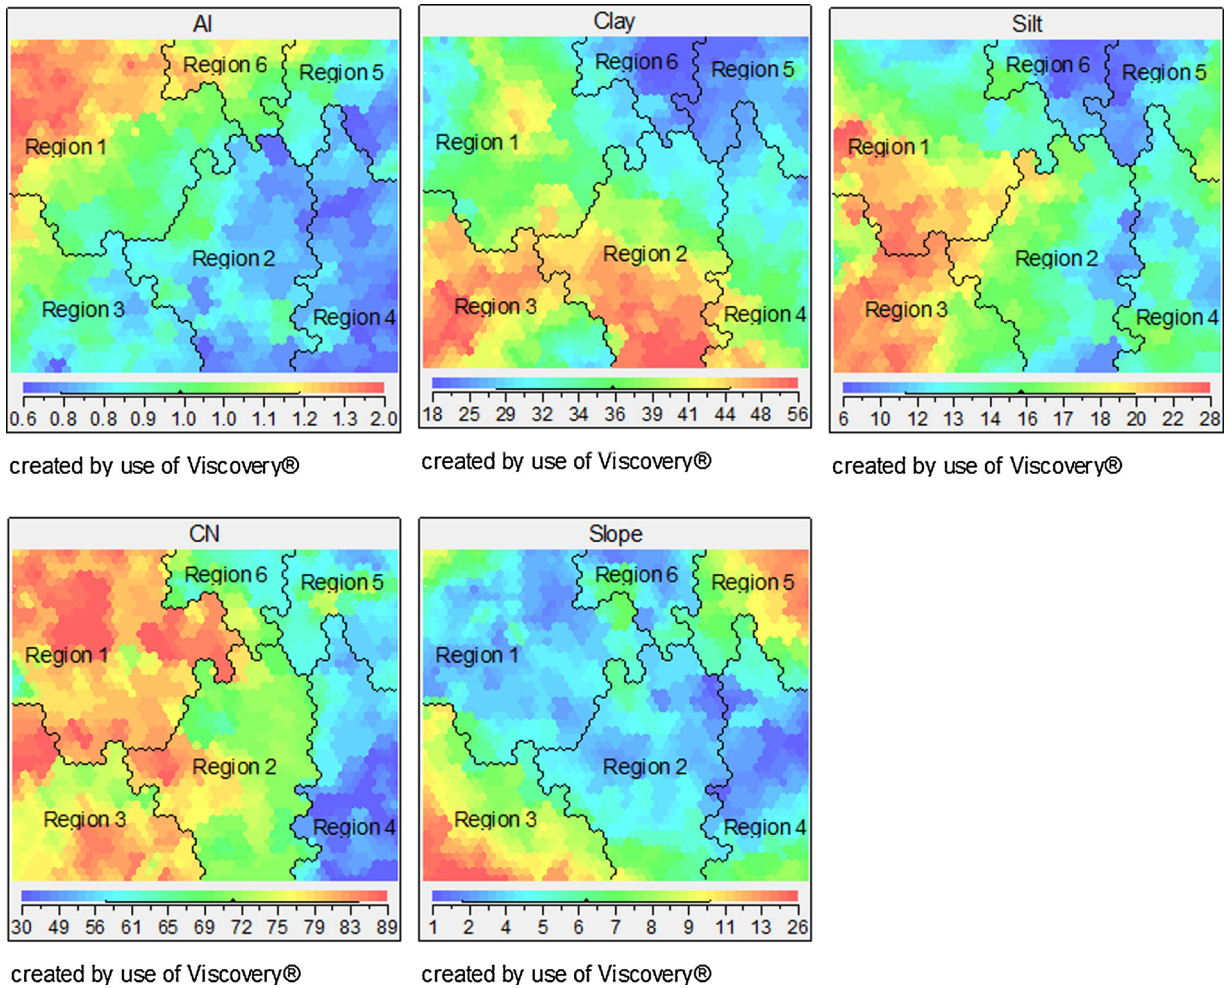 AI
Region 6
Region 5
Region 1
Region 2
Region 3
Region 4
0.6 0.8 0.8 0.9 1.0 1.0 1.1 1.2 1.3 2.0
created by use of Viscovery®
Clay
Region 6
Region 5
Region 1
Region 2
Region 3
Region 4
18 25 29 32 34 36 39 41 44 48 56
created by use of Viscovery®
Silt
Region 6
Region 5
Region 1
Region 2
Region 3
Region 4
6 10 12 13 14 16 17 18 20 22 28
created by use of Viscovery®
CN
Region 6
Region 5
Region 1
Region 2
Region 3
Region 4
30 49 56 61 65 69 72 75 79 83 89
created by use of Viscovery®
Slope
Region 6
Region 5
Region 1
Region 2
Region 3
Region 4
1 2 4 5 6 8 9 11 13 26
created by use of Viscovery®